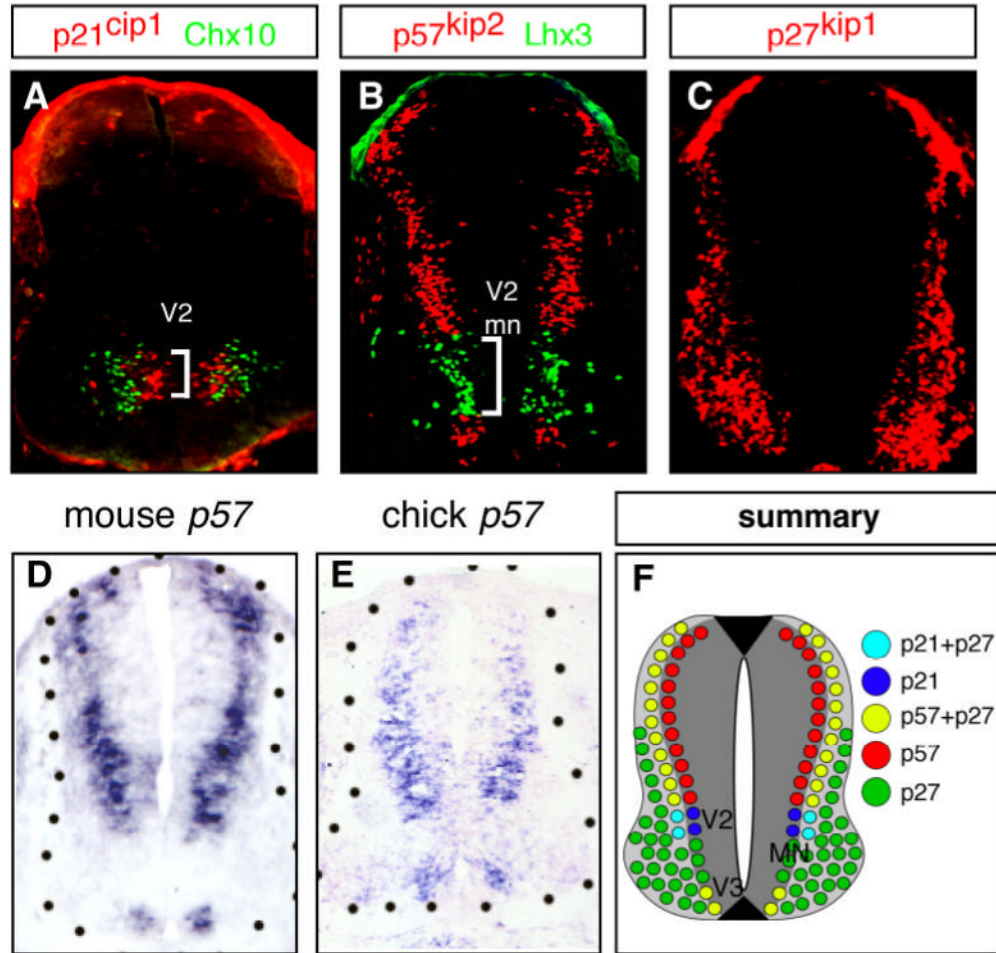 p21cip1 Chx10
p57kip2 Lhx3
p27kip1
A
V2
B
V2
mn
C
mouse p57
chick p57
summary
D
E
F
p21+p27
p21
p57+p27
p57
p27
V2
MN
V3